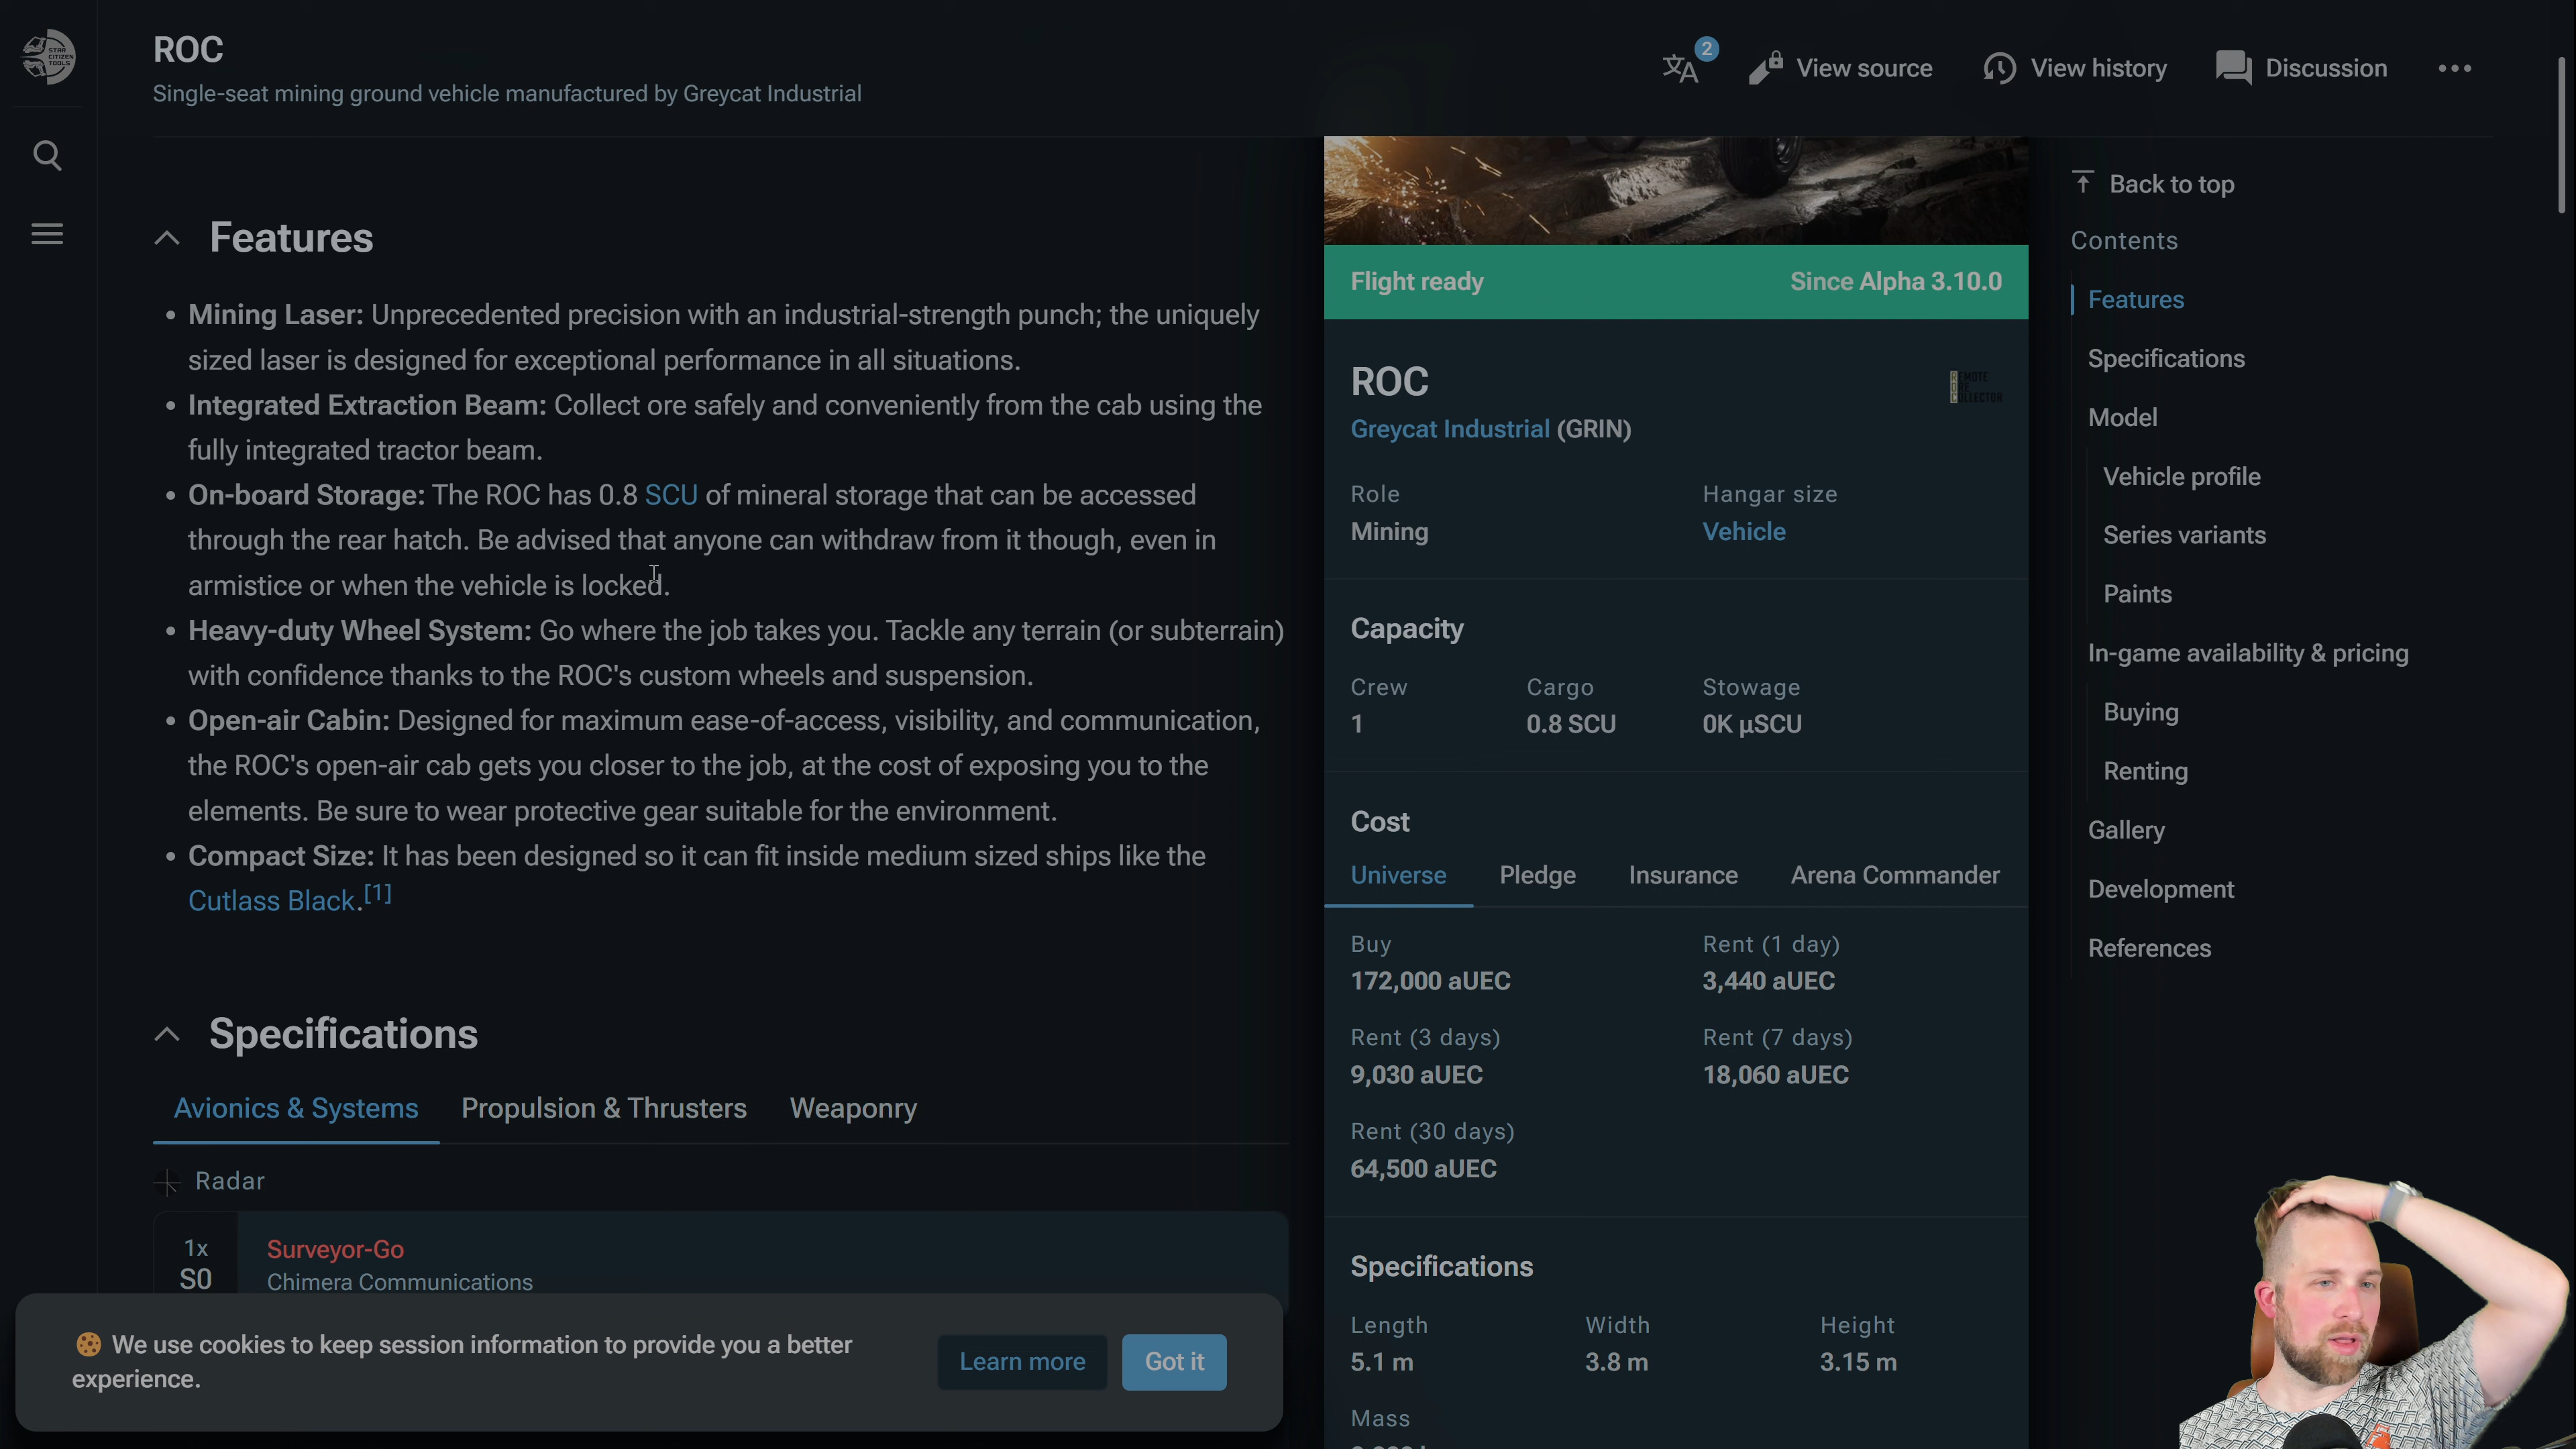 STAR
CITIZEN
TOOLS
ROC
Single-seat mining ground vehicle manufactured by Greycat Industrial
2
View source
View history
Discussion
Features
Mining Laser: Unprecedented precision with an industrial-strength punch; the uniquely
sized laser is designed for exceptional performance in all situations.
Integrated Extraction Beam: Collect ore safely and conveniently from the cab using the
fully integrated tractor beam.
On-board Storage: The ROC has 0.8 SCU of mineral storage that can be accessed
through the rear hatch. Be advised that anyone can withdraw from it though, even in
armistice or when the vehicle is locked.
Heavy-duty Wheel System: Go where the job takes you. Tackle any terrain (or subterrain)
with confidence thanks to the ROC's custom wheels and suspension.
Open-air Cabin: Designed for maximum ease-of-access, visibility, and communication,
the ROC's open-air cab gets you closer to the job, at the cost of exposing you to the
elements. Be sure to wear protective gear suitable for the environment.
Compact Size: It has been designed so it can fit inside medium sized ships like the
Cutlass Black.[1]
Specifications
Avionics & Systems Propulsion & Thrusters Weaponry
Radar
1x
S0
Surveyor-Go
Chimera Communications
We use cookies to keep session information to provide you a better
experience.
Learn more
Got it
Flight ready Since Alpha 3.10.0
ROC
REMOTE
ORE
COLLECTOR
Greycat Industrial (GRIN)
Role Hangar size
Mining Vehicle
Capacity
Crew Cargo Stowage
1 0.8 SCU 0K µSCU
Cost
Universe Pledge Insurance Arena Commander
Buy Rent (1 day)
172,000 aUEC 3,440 aUEC
Rent (3 days) Rent (7 days)
9,030 aUEC 18,060 aUEC
Rent (30 days)
64,500 aUEC
Specifications
Length Width Height
5.1 m 3.8 m 3.15 m
Mass
Back to top
Contents
Features
Specifications
Model
Vehicle profile
Series variants
Paints
In-game availability & pricing
Buying
Renting
Gallery
Development
References